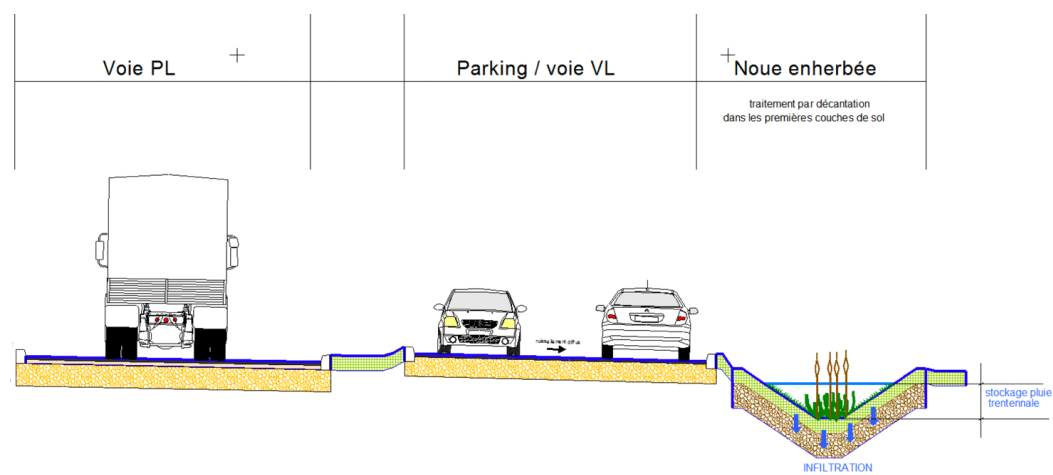 Voie PL
Parking / voie VL
Noue enherbée
traitement par décantation
dans les premières couches de sol
stockage pluie
trentennale
INFILTRATION